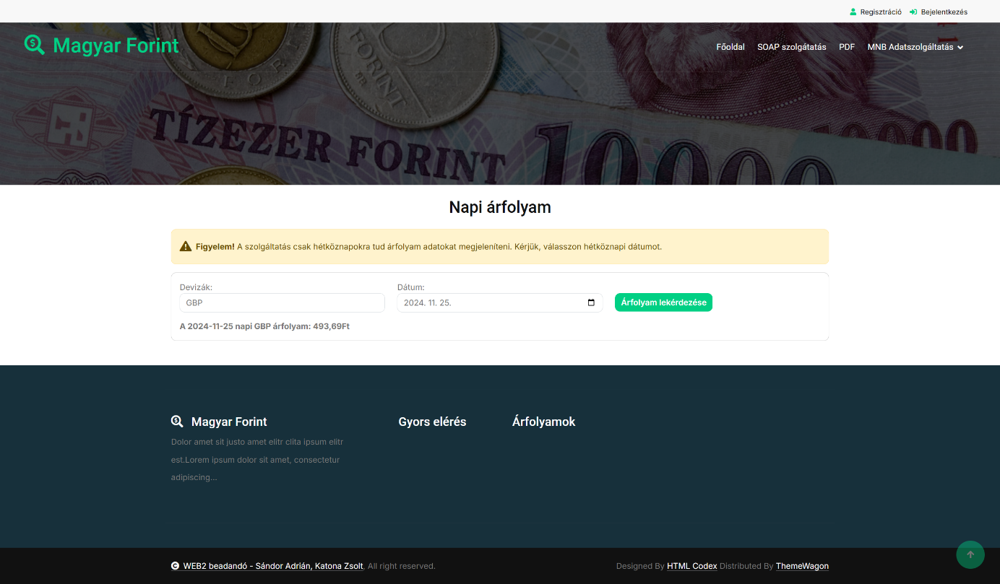 Regisztráció Bejelentkezés
Magyar Forint
Főoldal SOAP szolgátatás PDF MNB Adatszolgáltatás
FORINT
TÍZEZER FORINT
10000
10000
Napi árfolyam
Figyelem! A szolgáltatás csak hétköznapokra tud árfolyam adatokat megjeleníteni. Kérjük, válasszon hétköznapi dátumot.
Devizák: Dátum:
GBP 2024. 11. 25. Árfolyam lekérdezése
A 2024-11-25 napi GBP árfolyam: 493,69Ft
Magyar Forint Gyors elérés Árfolyamok
Dolor amet sit justo amet elitr clita ipsum elitr
est.Lorem ipsum dolor sit amet, consectetur
adipiscing...
WEB2 beadandó - Sándor Adrián, Katona Zsolt, All right reserved. Designed By HTML Codex Distributed By ThemeWagon